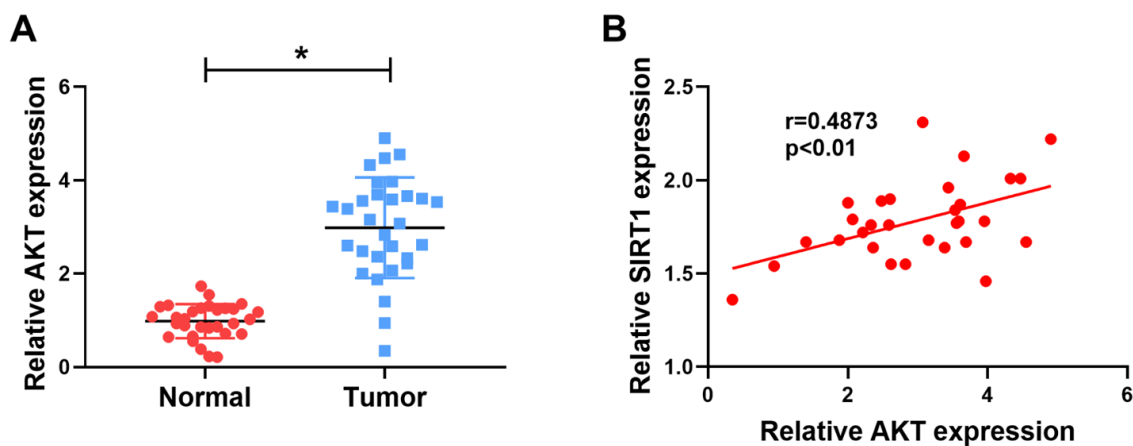 A
*
Relative AKT expression
6
4
2
0
Normal
Tumor
B
r=0.4873
p<0.01
Relative SIRT1 expression
2.5
2.0
1.5
1.0
0
2
4
6
Relative AKT expression